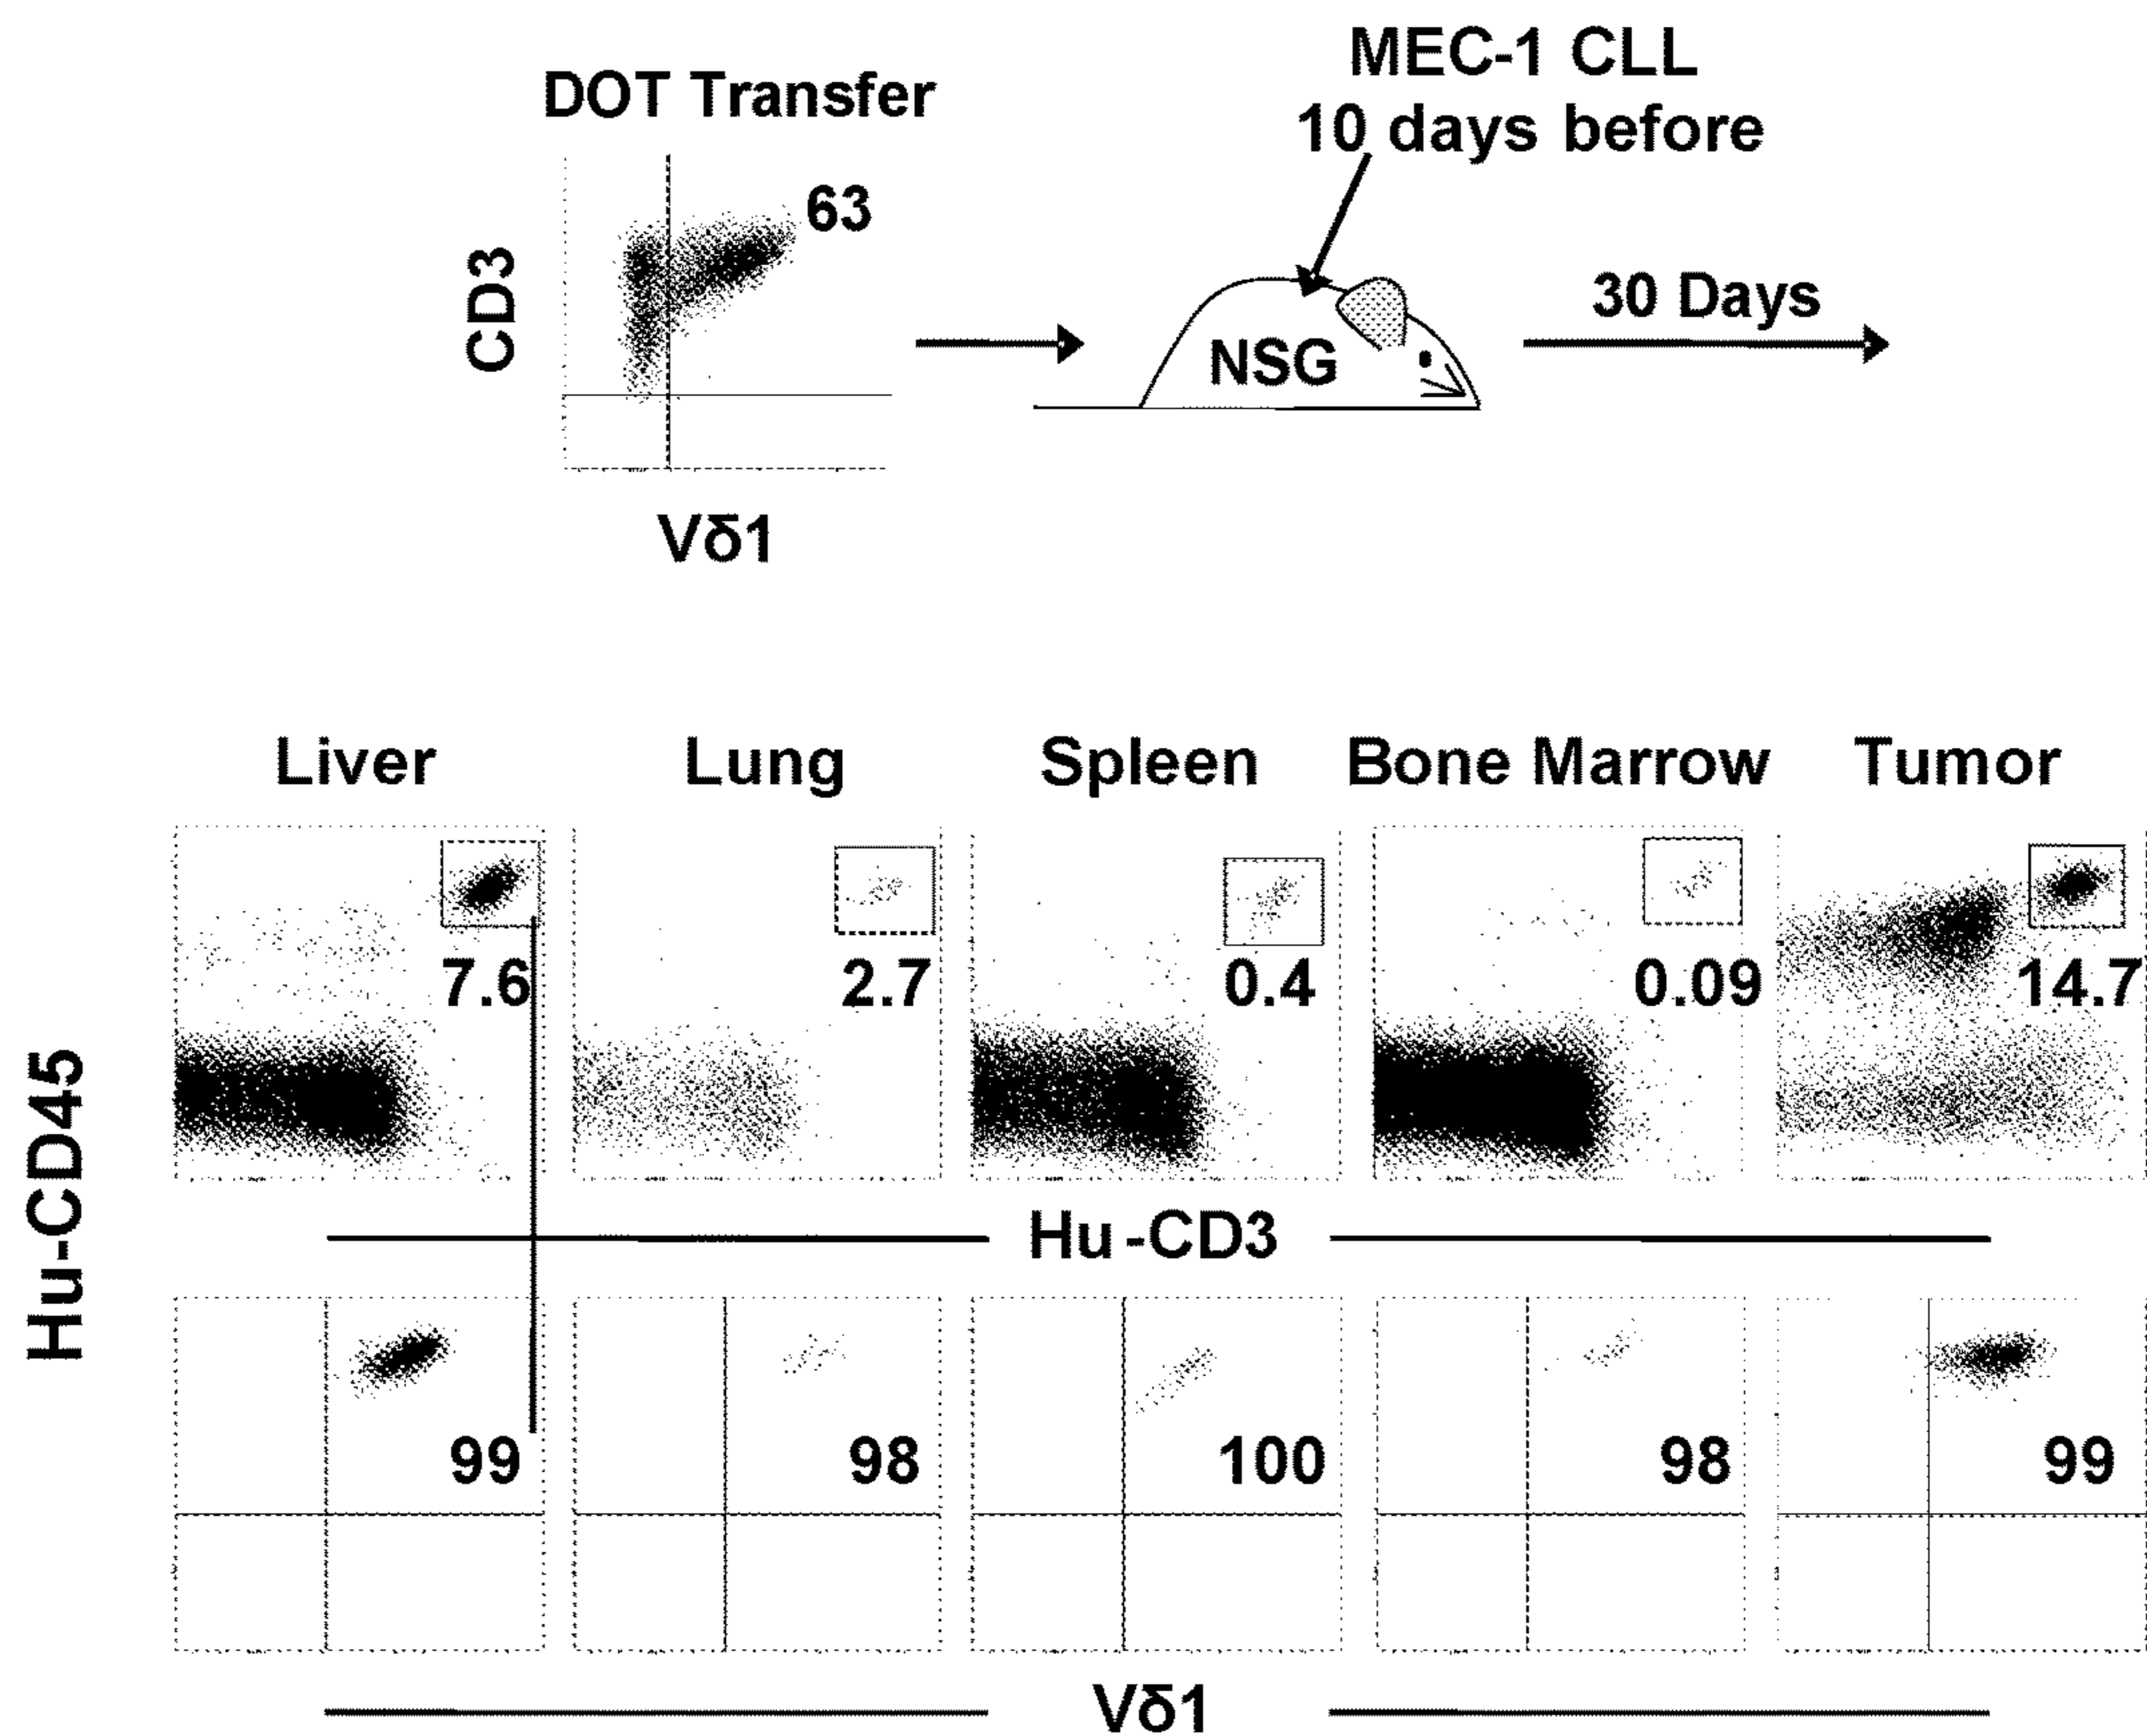 MEC-1 CLL
10 days before
DOT Transfer
63
CD3
Vδ1
NSG
30 Days
Liver Lung Spleen Bone Marrow Tumor
7.6 2.7 0.4 0.09 14.7
Hu-CD45
Hu-CD3
99 98 100 98 99
Vδ1